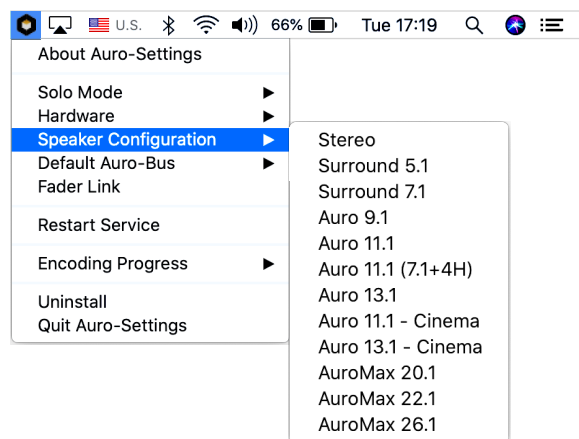 U.S. 66% Tue 17:19
About Auro-Settings
Solo Mode
Hardware
Speaker Configuration
Default Auro-Bus
Fader Link
Restart Service
Encoding Progress
Uninstall
Quit Auro-Settings
Stereo
Surround 5.1
Surround 7.1
Auro 9.1
Auro 11.1
Auro 11.1 (7.1+4H)
Auro 13.1
Auro 11.1 - Cinema
Auro 13.1 - Cinema
AuroMax 20.1
AuroMax 22.1
AuroMax 26.1